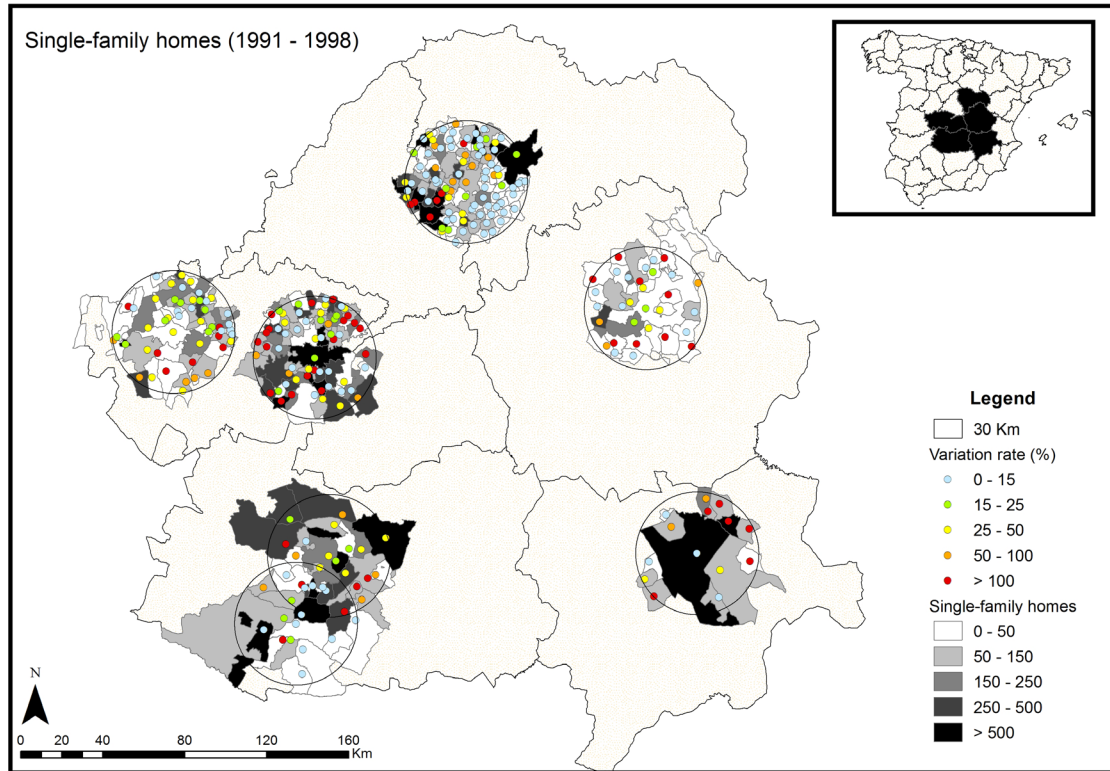 Single-family homes (1991 - 1998)
Legend
30 Km
Variation rate (%)
0 - 15
15 - 25
25 - 50
50 - 100
> 100
Single-family homes
0 - 50
50 - 150
150 - 250
250 - 500
> 500
N
0 20 40 80 120 160
Km